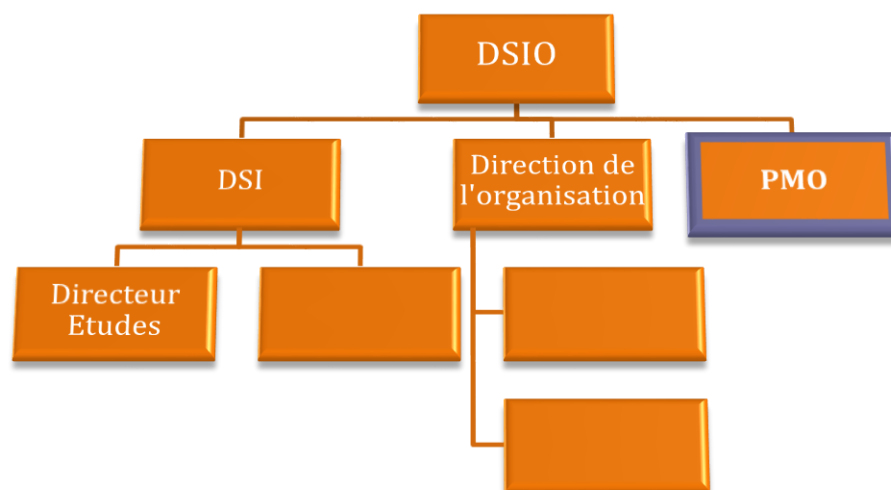 DSIO
DSI
Direction de
l'organisation
PMO
Directeur
Etudes